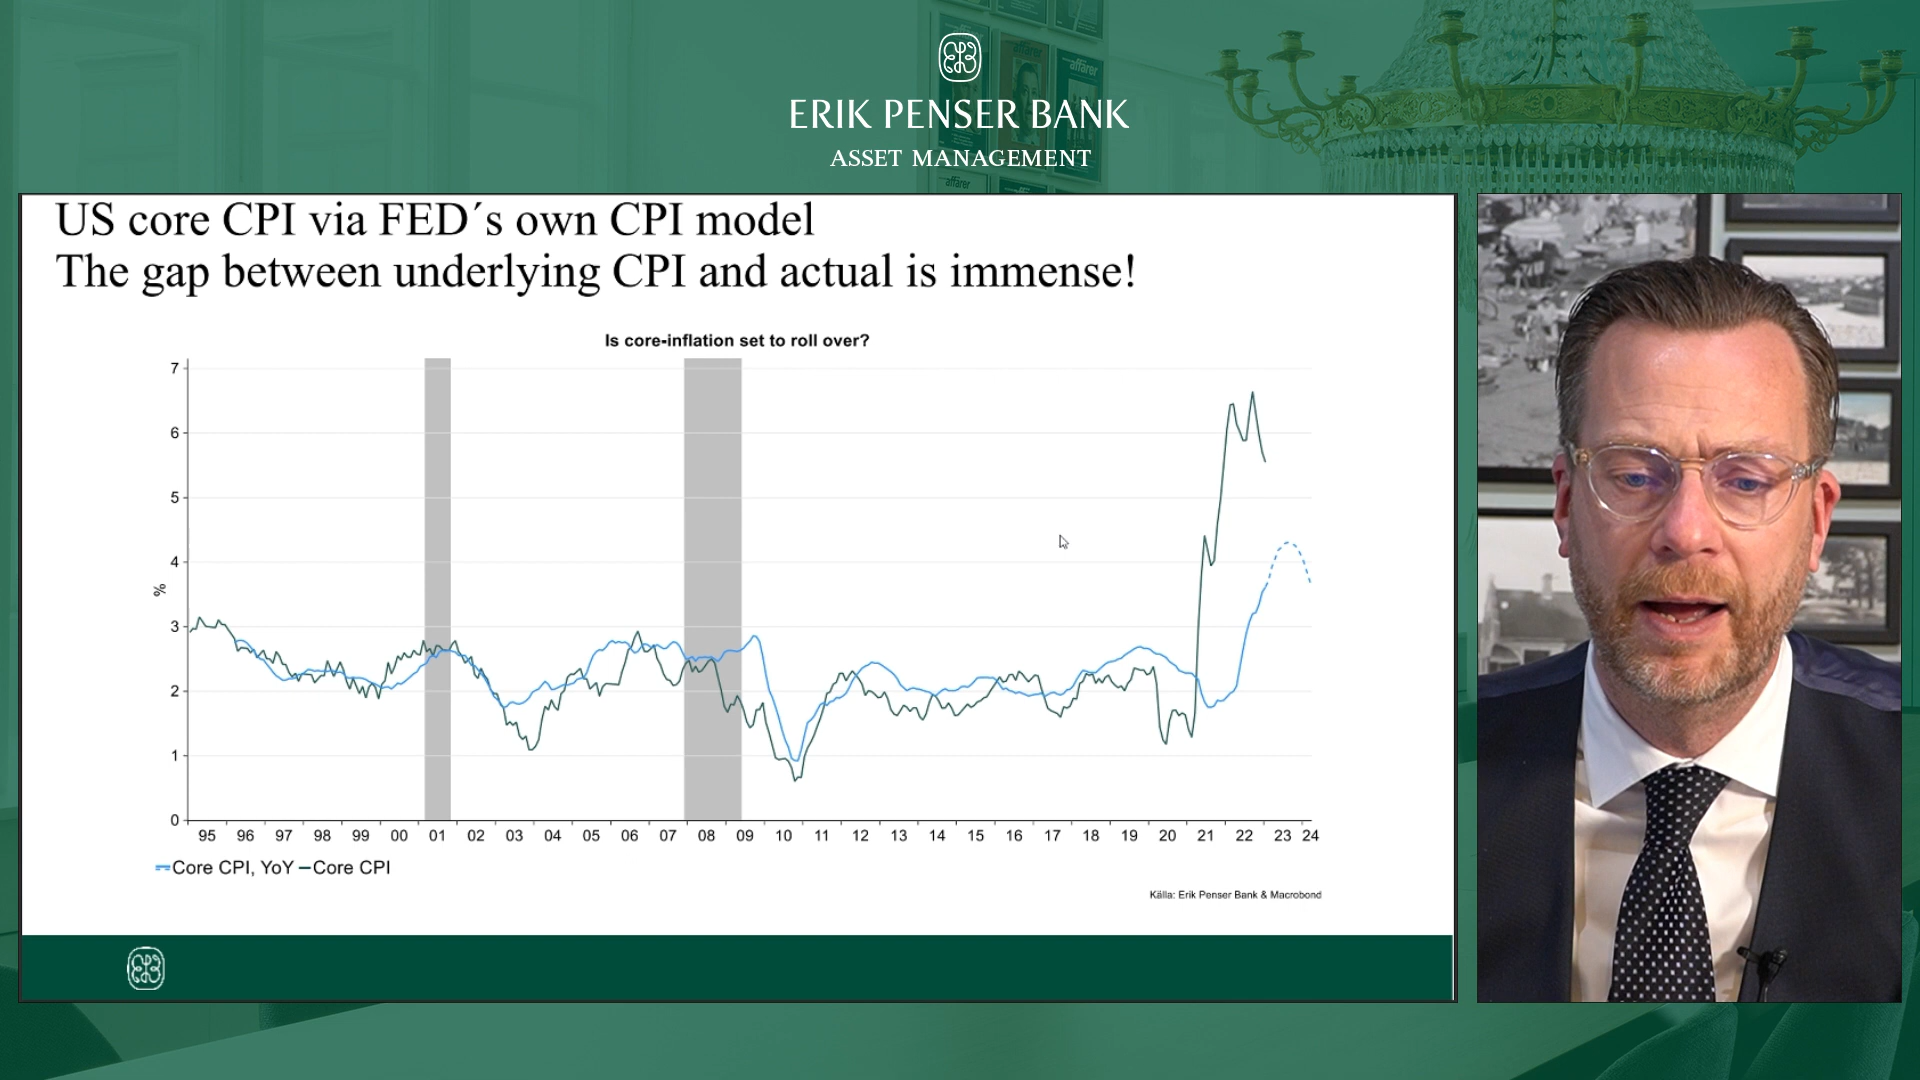 affärer
affärer
ERIK PENSER BANK
ASSET MANAGEMENT
affärer
US core CPI via FED´s own CPI model
The gap between underlying CPI and actual is immense!
Is core-inflation set to roll over?
7
6
5
4
3
2
1
0
%
95 96 97 98 99 00 01 02 03 04 05 06 07 08 09 10 11 12 13 14 15 16 17 18 19 20 21 22 23 24
Core CPI, YoY Core CPI
Källa: Erik Penser Bank & Macrobond